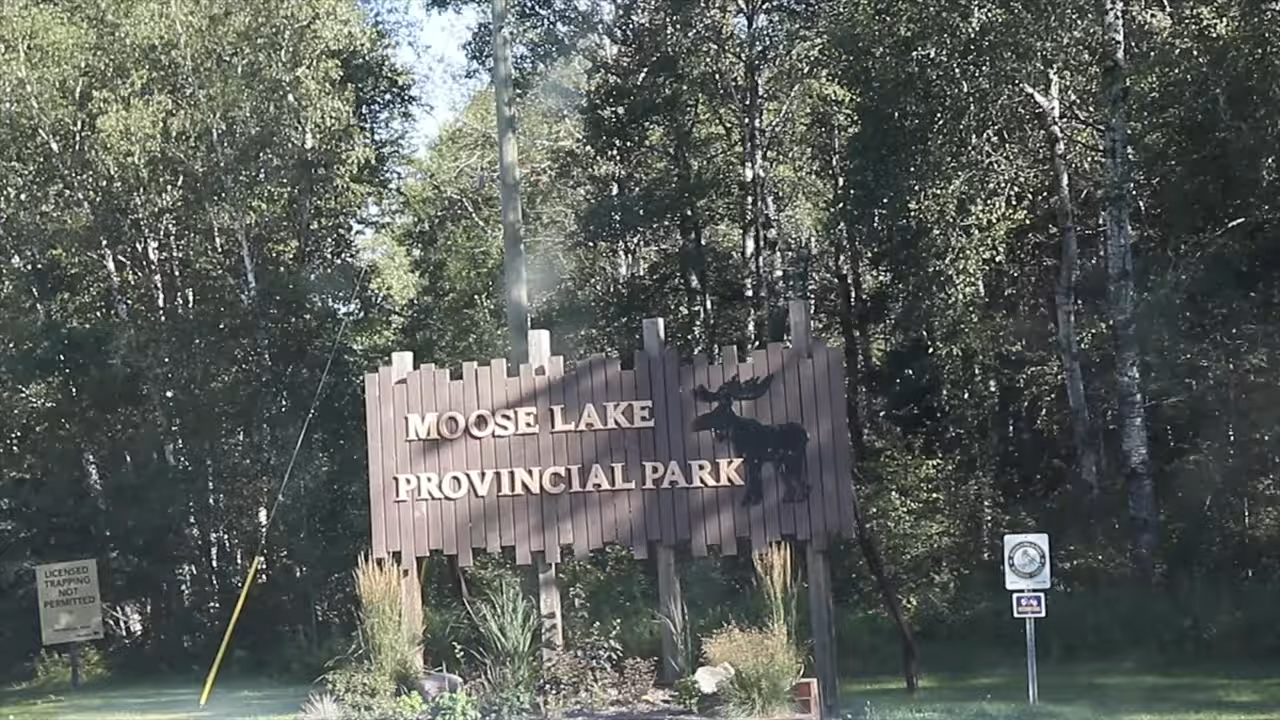 MOOSE LAKE
PROVINCIAL PARK
LICENSED
TRAPPING
NOT
PERMITTED